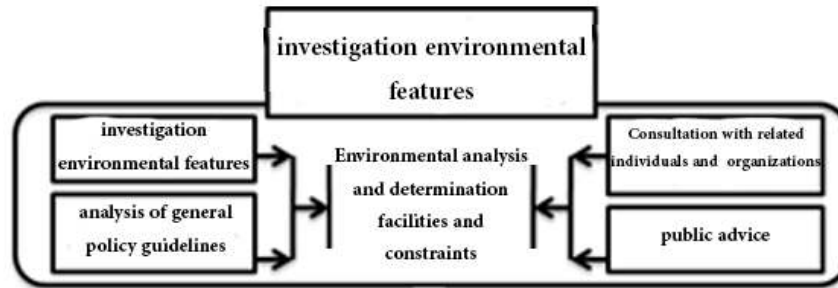 investigation environmental
features
investigation
environmental features
analysis of general
policy guidelines
Environmental analysis
and determination
facilities and
constraints
Consultation with related
individuals and organizations
public advice